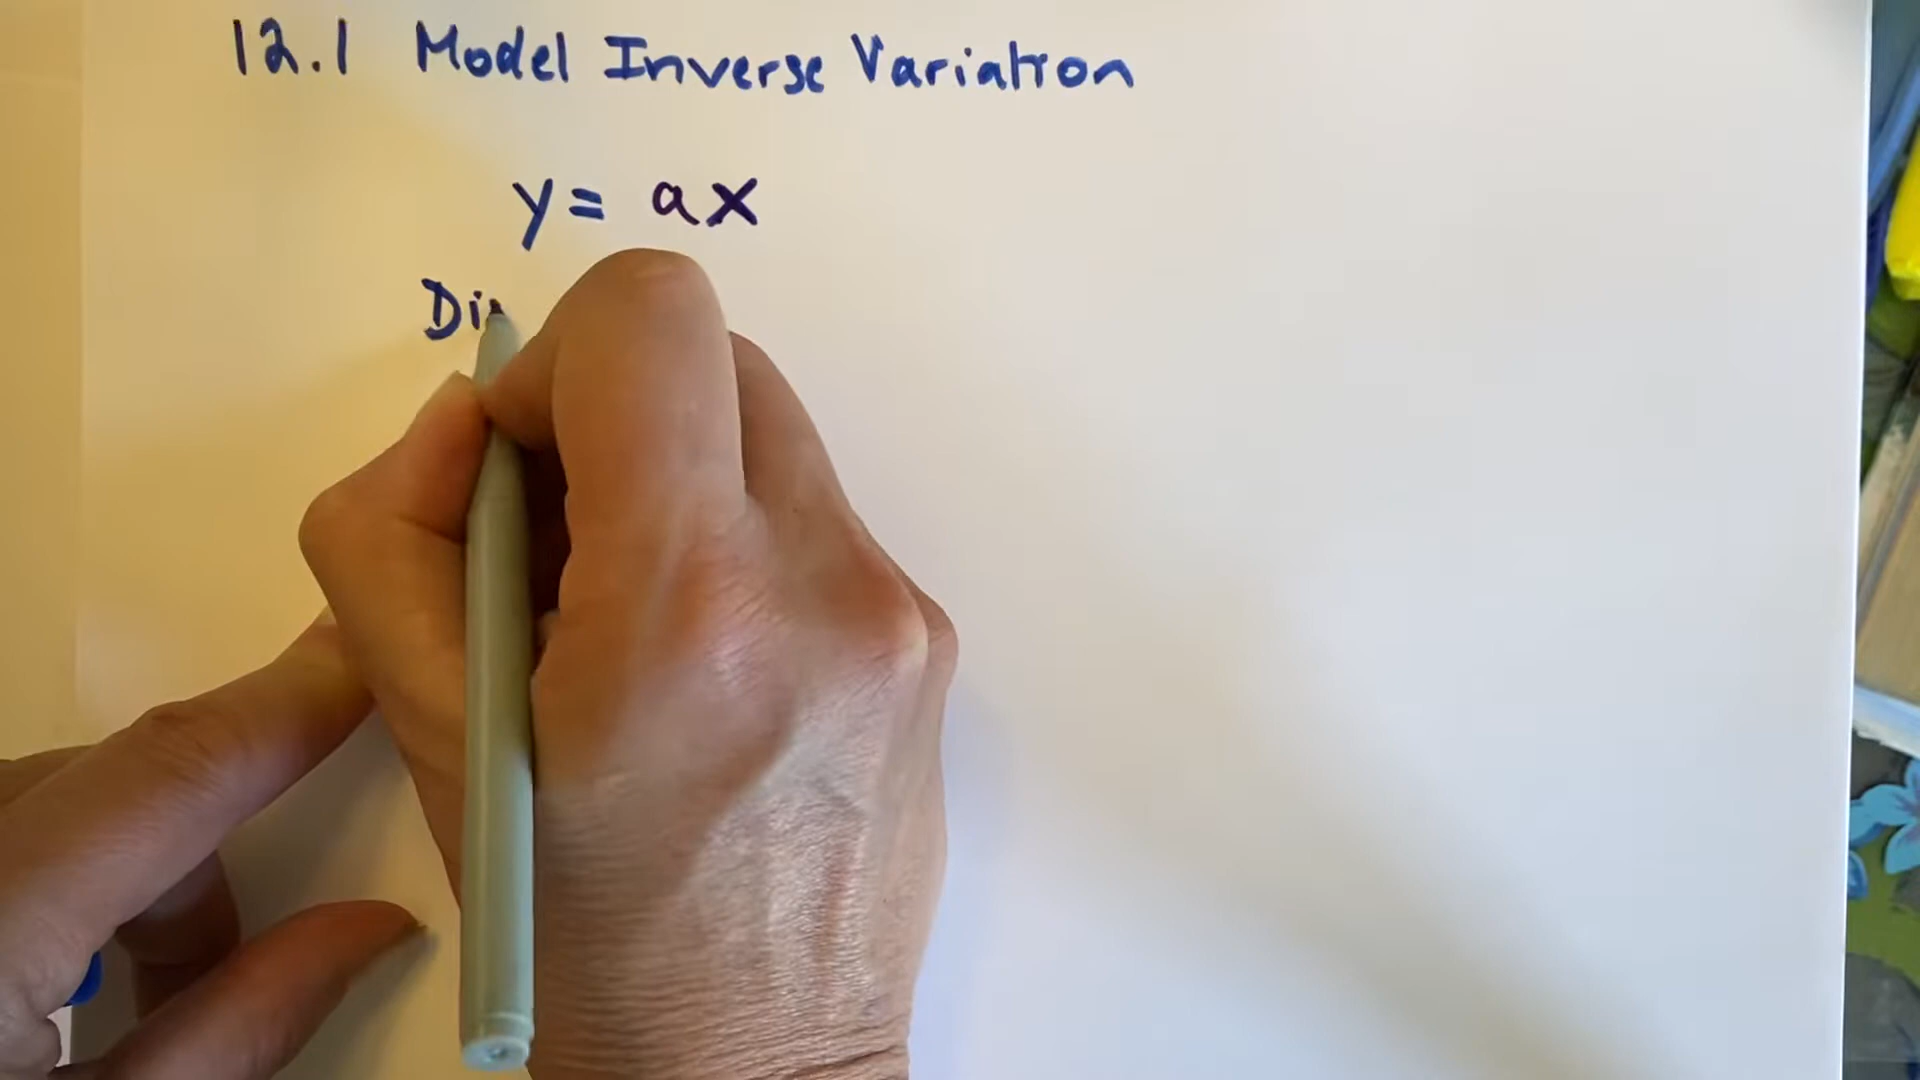 12.1 Model Inverse Variation
y = ax
Di